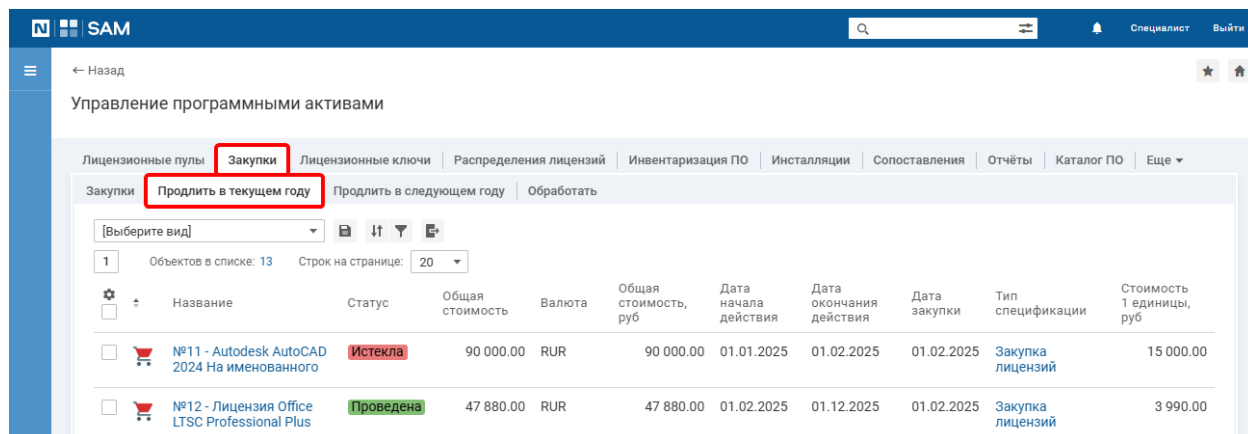 N SAM Специалист Выйти
← Назад
Управление программными активами
Лицензионные пулы Закупки Лицензионные ключи Распределения лицензий Инвентаризация ПО Инсталляции Сопоставления Отчёты Каталог ПО Еще
Закупки Продлить в текущем году Продлить в следующем году Обработать
[Выберите вид]
1 Объектов в списке: 13 Строк на странице: 20
Название Статус Общая стоимость Валюта Общая стоимость, руб Дата начала действия Дата окончания действия Дата закупки Тип спецификации Стоимость 1 единицы, руб
№11 - Autodesk AutoCAD Истекла 90 000.00 RUR 90 000.00 01.01.2025 01.02.2025 01.02.2025 Закупка 15 000.00
2024 На именованного лицензий
№12 - Лицензия Office Проведена 47 880.00 RUR 47 880.00 01.02.2025 01.12.2025 01.02.2025 Закупка 3 990.00
LTSC Professional Plus лицензий